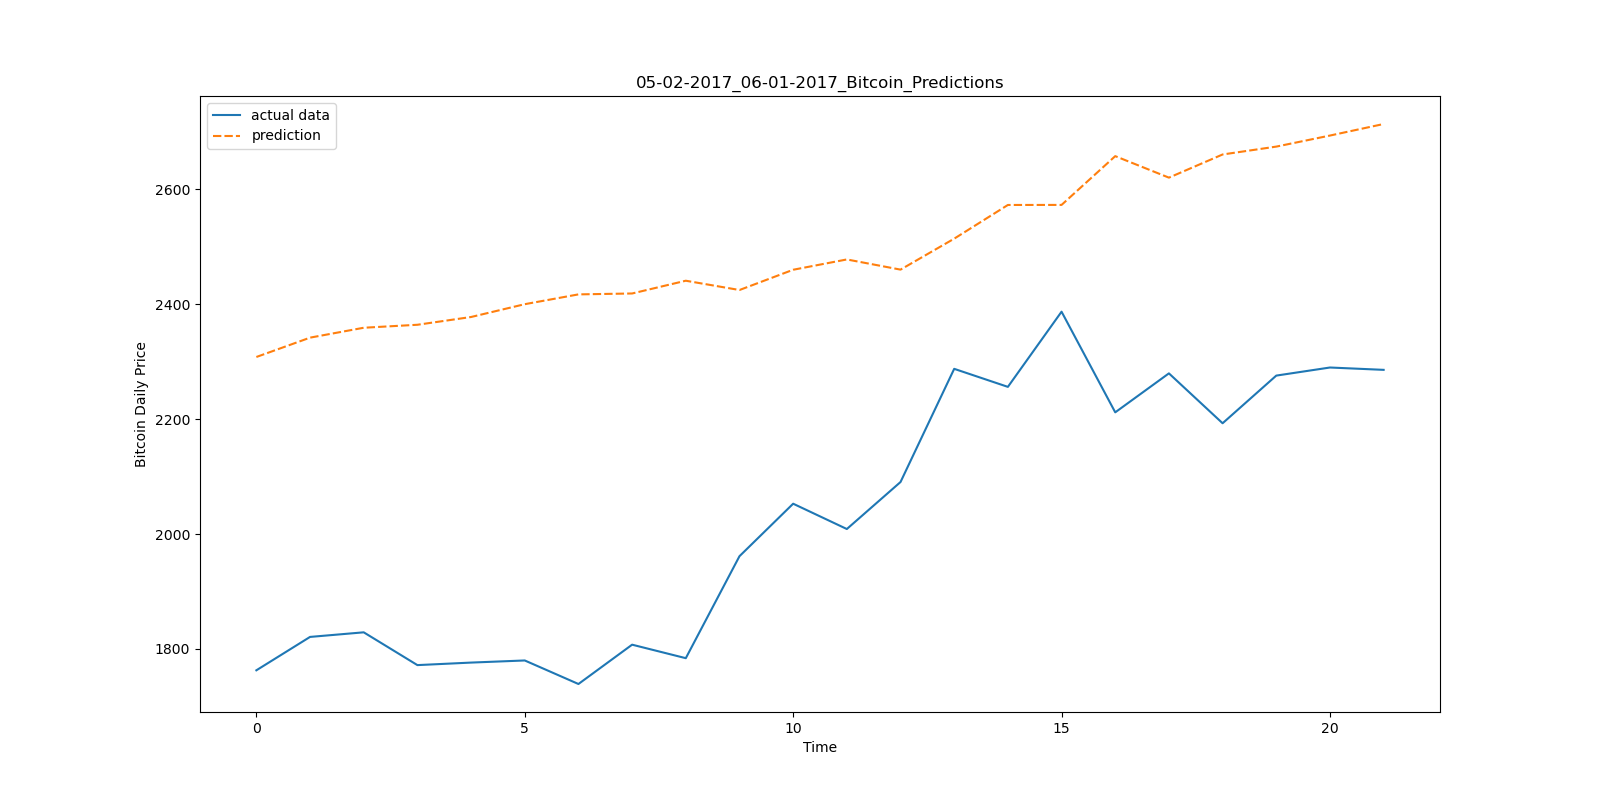 05-02-2017_06-01-2017_Bitcoin_Predictions
actual data
prediction
Bitcoin Daily Price
2600
2400
2200
2000
1800
0
5
10
15
20
Time